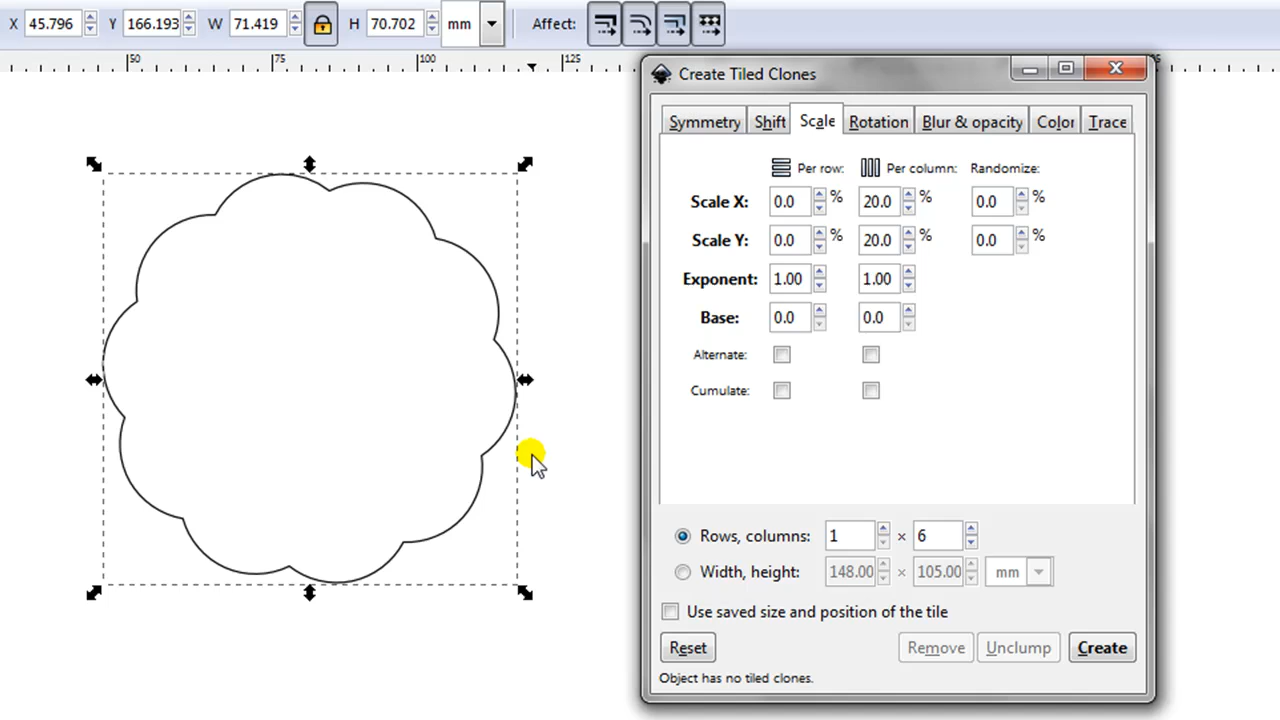 X 45.796 Y 166.193 W 71.419 H 70.702 mm Affect:
50 75 100 125
Create Tiled Clones
Symmetry Shift Scale Rotation Blur & opacity Color Trace
Per row: Per column: Randomize:
Scale X: 0.0 % 20.0 % 0.0 %
Scale Y: 0.0 % 20.0 % 0.0 %
Exponent: 1.00 1.00
Base: 0.0 0.0
Alternate:
Cumulate:
Rows, columns: 1 × 6
Width, height: 148.00 × 105.00 mm
Use saved size and position of the tile
Reset Remove Unclump Create
Object has no tiled clones.